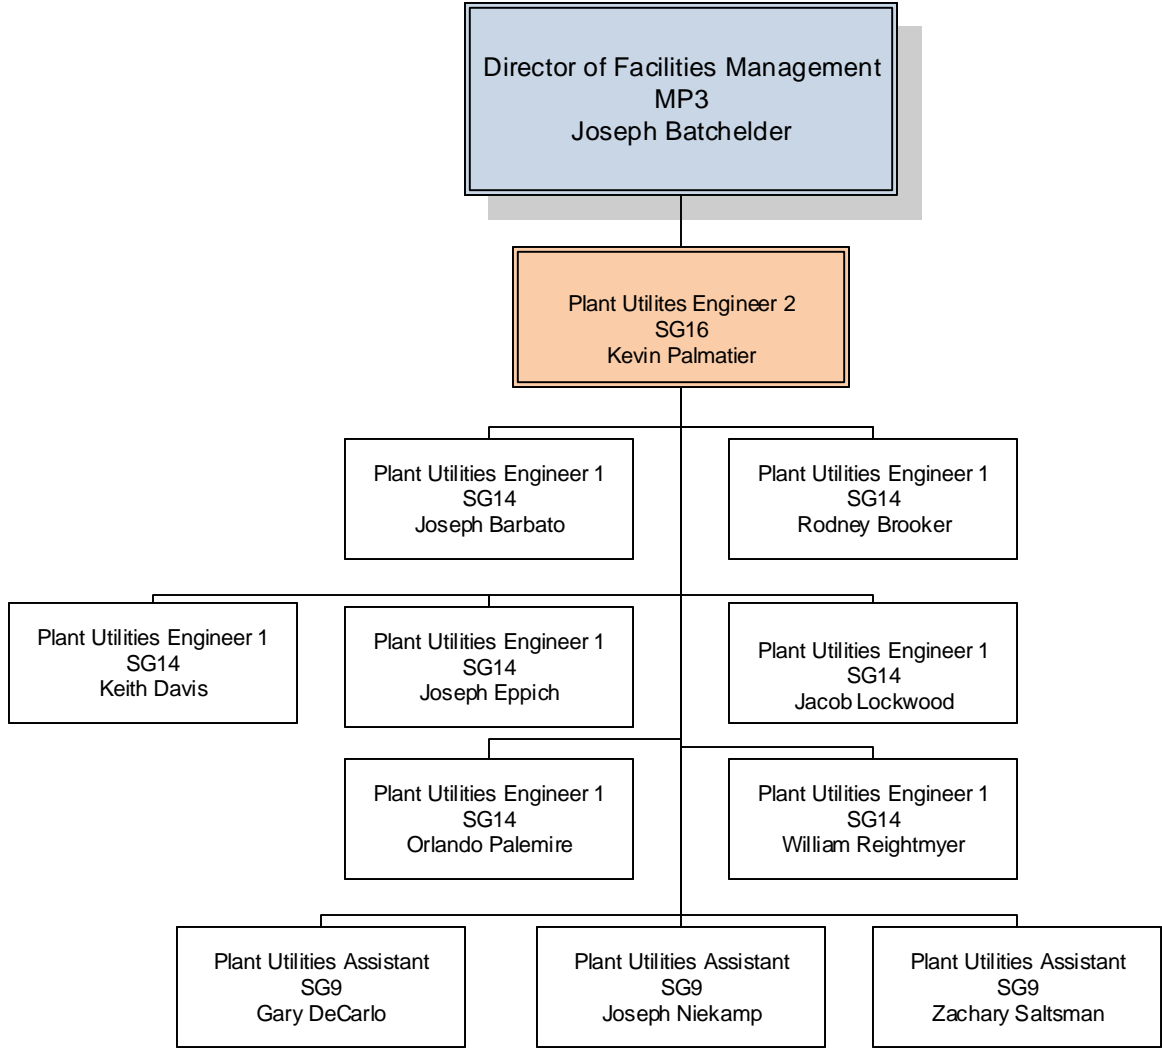 Director of Facilities Management
MP3
Joseph Batchelder
Plant Utilites Engineer 2
SG16
Kevin Palmatier
Plant Utilities Engineer 1
SG14
Joseph Barbato
Plant Utilities Engineer 1
SG14
Rodney Brooker
Plant Utilities Engineer 1
SG14
Keith Davis
Plant Utilities Engineer 1
SG14
Joseph Eppich
Plant Utilities Engineer 1
SG14
Jacob Lockwood
Plant Utilities Engineer 1
SG14
Orlando Palemire
Plant Utilities Engineer 1
SG14
William Reightmyer
Plant Utilities Assistant
SG9
Gary DeCarlo
Plant Utilities Assistant
SG9
Joseph Niekamp
Plant Utilities Assistant
SG9
Zachary Saltsman